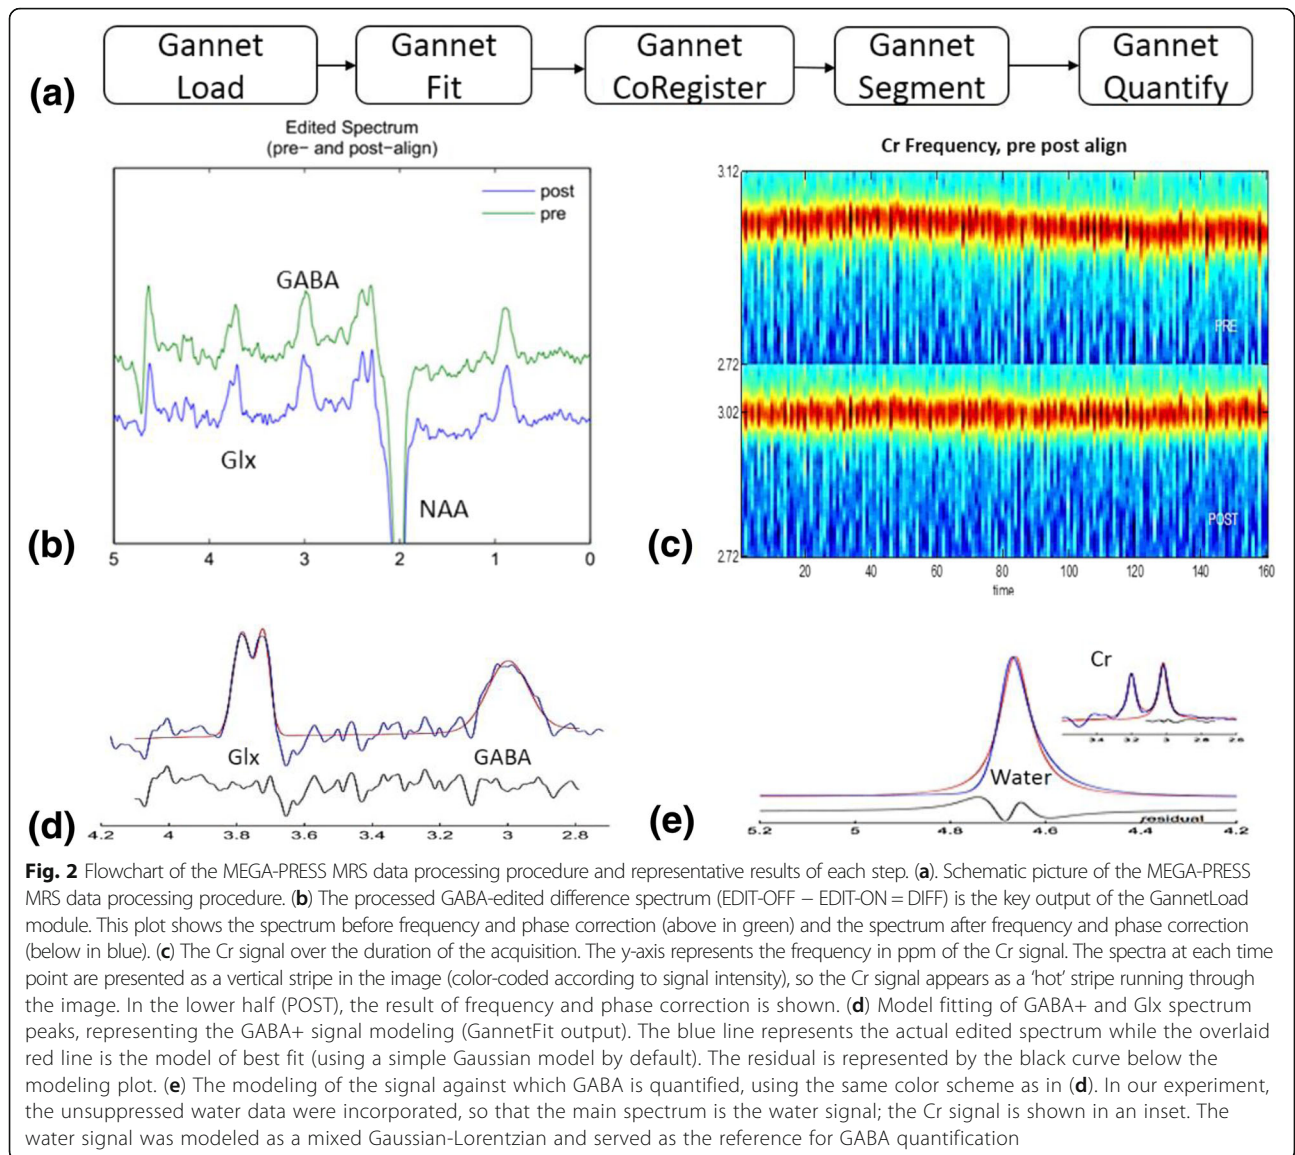 Gannet Load
Gannet Fit
Gannet CoRegister
Gannet Segment
Gannet Quantify
(a)
Edited Spectrum
(pre- and post-align)
post
pre
GABA
Glx
NAA
(b)
5 4 3 2 1 0
Cr Frequency, pre post align
3.12
PRE
2.72
3.02
POST
2.72
(c)
20 40 60 80 100 120 140 160
time
Glx
GABA
(d)
4.2 4 3.8 3.6 3.4 3.2 3 2.8
Cr
3.4 3.2 3 2.8 2.6
Water
residual
(e)
5.2 5 4.8 4.6 4.4 4.2
Fig. 2 Flowchart of the MEGA-PRESS MRS data processing procedure and representative results of each step. (a). Schematic picture of the MEGA-PRESS
MRS data processing procedure. (b) The processed GABA-edited difference spectrum (EDIT-OFF − EDIT-ON = DIFF) is the key output of the GannetLoad
module. This plot shows the spectrum before frequency and phase correction (above in green) and the spectrum after frequency and phase correction
(below in blue). (c) The Cr signal over the duration of the acquisition. The y-axis represents the frequency in ppm of the Cr signal. The spectra at each time
point are presented as a vertical stripe in the image (color-coded according to signal intensity), so the Cr signal appears as a 'hot' stripe running through
the image. In the lower half (POST), the result of frequency and phase correction is shown. (d) Model fitting of GABA+ and Glx spectrum
peaks, representing the GABA+ signal modeling (GannetFit output). The blue line represents the actual edited spectrum while the overlaid
red line is the model of best fit (using a simple Gaussian model by default). The residual is represented by the black curve below the
modeling plot. (e) The modeling of the signal against which GABA is quantified, using the same color scheme as in (d). In our experiment,
the unsuppressed water data were incorporated, so that the main spectrum is the water signal; the Cr signal is shown in an inset. The
water signal was modeled as a mixed Gaussian-Lorentzian and served as the reference for GABA quantification